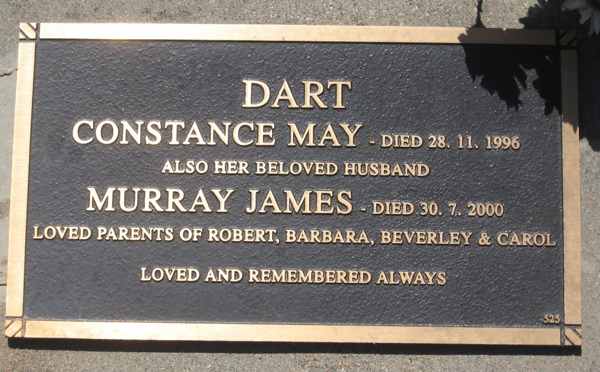 DART
CONSTANCE MAY - DIED 28. 11. 1996
ALSO HER BELOVED HUSBAND
MURRAY JAMES - DIED 30. 7. 2000
LOVED PARENTS OF ROBERT, BARBARA, BEVERLEY & CAROL
LOVED AND REMEMBERED ALWAYS
525